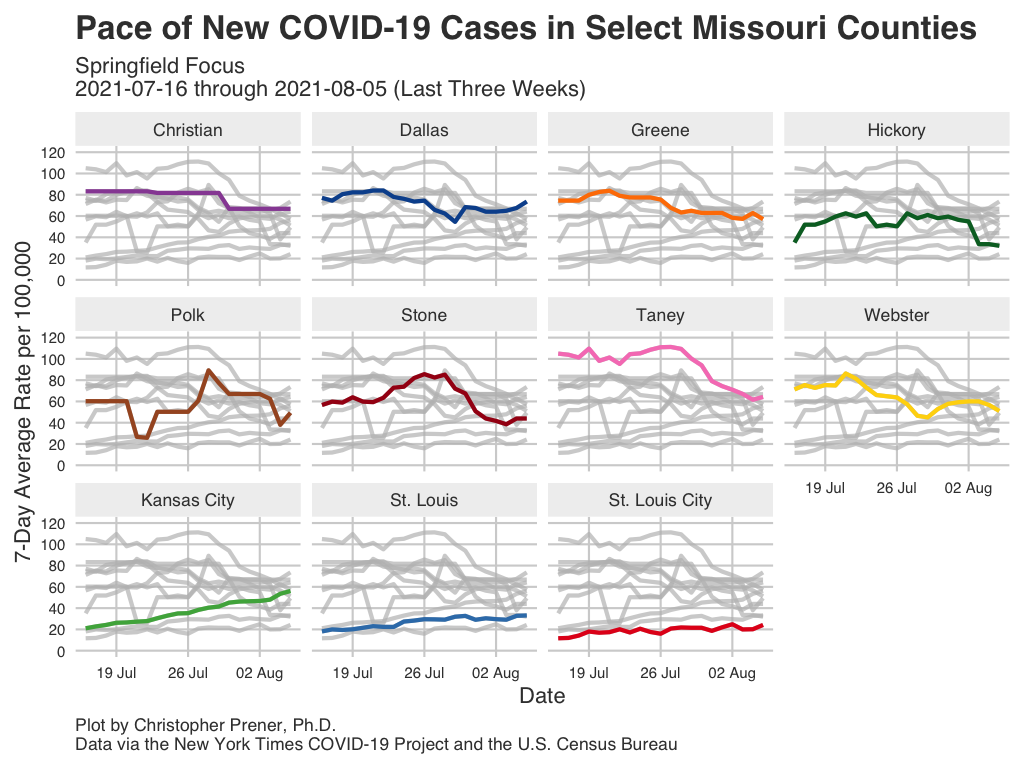 Pace of New COVID-19 Cases in Select Missouri Counties
Springfield Focus
2021-07-16 through 2021-08-05 (Last Three Weeks)
7-Day Average Rate per 100,000
Christian
Dallas
Greene
Hickory
120
100
80
60
40
20
0
Polk
Stone
Taney
Webster
120
100
80
60
40
20
0
19 Jul
26 Jul
02 Aug
Kansas City
St. Louis
St. Louis City
120
100
80
60
40
20
0
19 Jul
26 Jul
02 Aug
19 Jul
26 Jul
02 Aug
19 Jul
26 Jul
02 Aug
Date
Plot by Christopher Prener, Ph.D.
Data via the New York Times COVID-19 Project and the U.S. Census Bureau